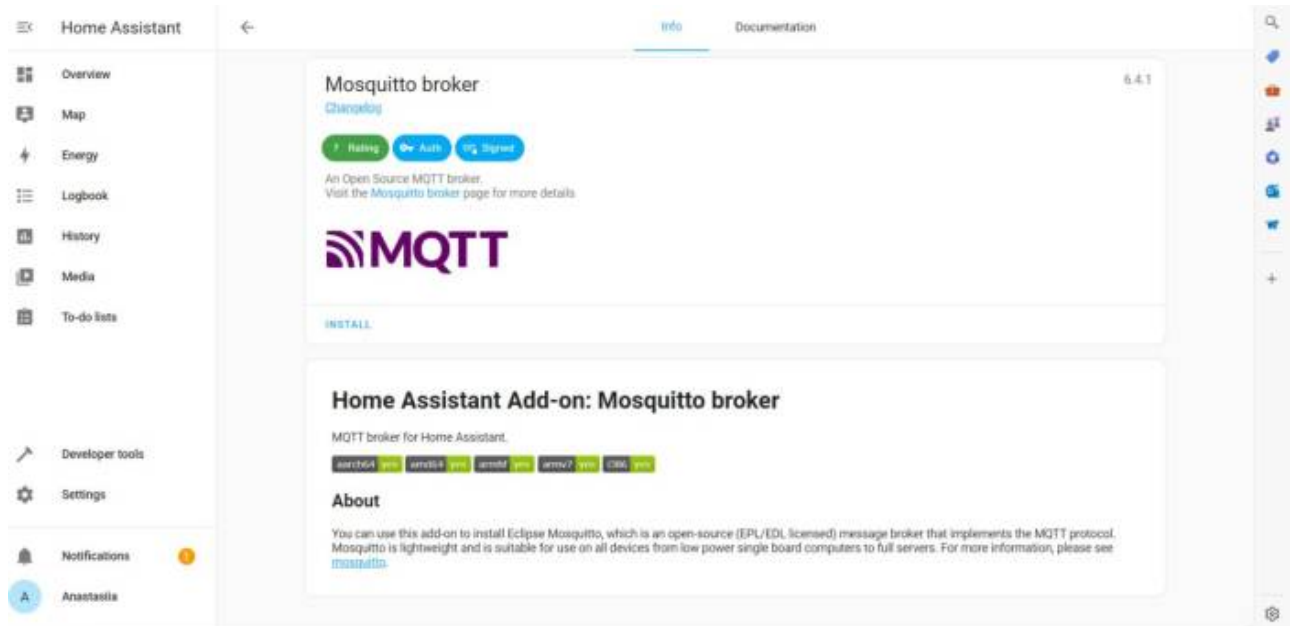 Home Assistant
Overview
Map
Energy
Logbook
History
Media
To-do lists
Developer tools
Settings
Notifications
A
Anastasiia
Info
Documentation
Mosquitto broker
6.4.1
Changelog
Rating
Auth
Signed
An Open Source MQTT broker.
Visit the Mosquitto broker page for more details
MQTT
INSTALL
Home Assistant Add-on: Mosquitto broker
MQTT broker for Home Assistant.
aarch64 yes amd64 yes armhf yes armv7 yes i386 yes
About
You can use this add-on to install Eclipse Mosquitto, which is an open-source (EPL/EDL licensed) message broker that implements the MQTT protocol.
Mosquitto is lightweight and is suitable for use on all devices from low power single board computers to full servers. For more information, please see
mosquitto.